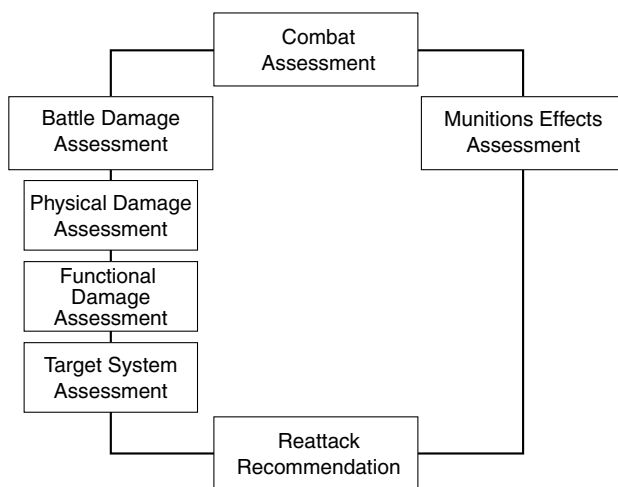 Combat
Assessment
Battle Damage
Assessment
Munitions Effects
Assessment
Physical Damage
Assessment
Functional
Damage
Assessment
Target System
Assessment
Reattack
Recommendation